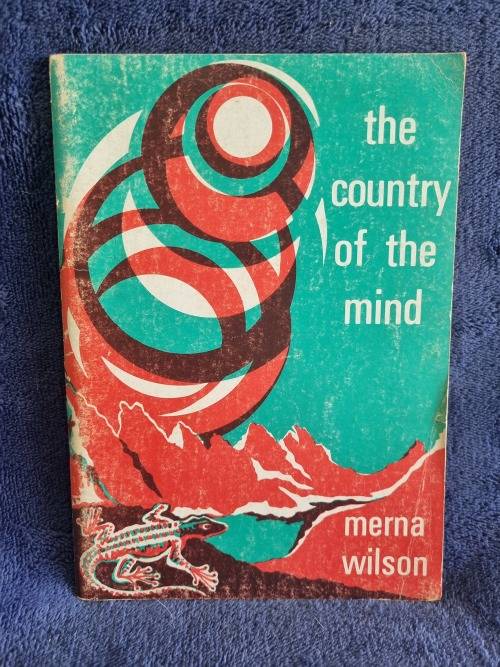 the
country
of the
mind
merna
wilson